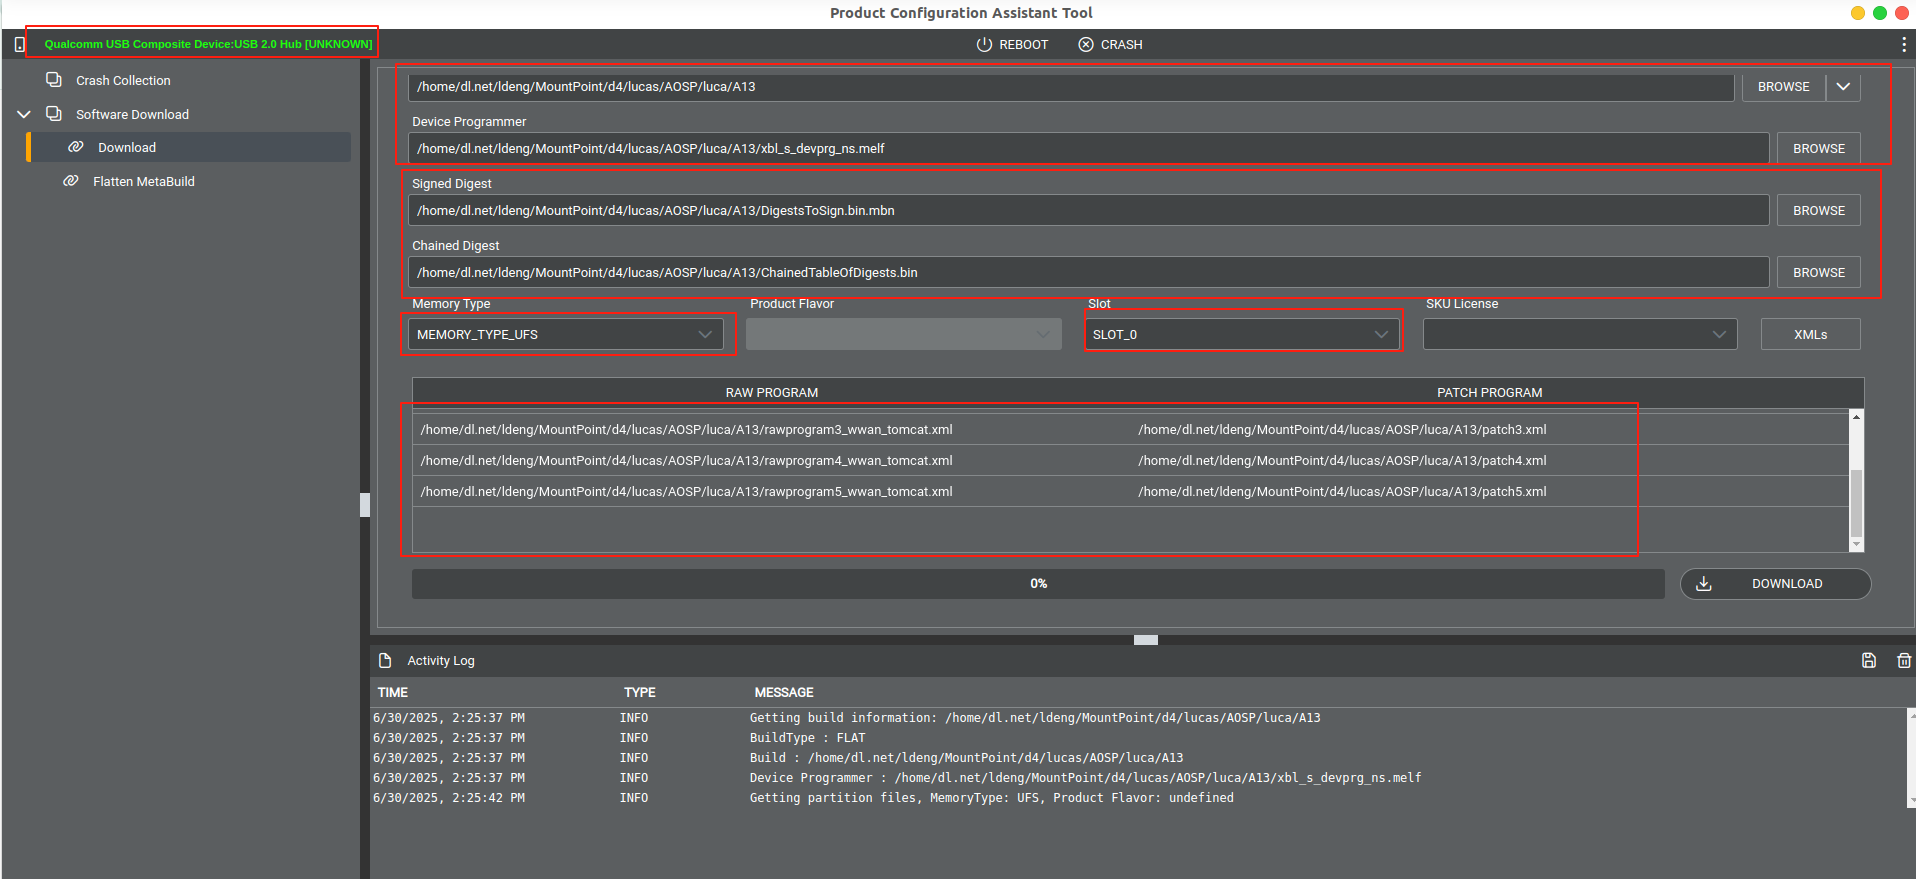 Product Configuration Assistant Tool
Qualcomm USB Composite Device:USB 2.0 Hub [UNKNOWN]
REBOOT
CRASH
Crash Collection
Software Download
Download
Flatten MetaBuild
/home/dl.net/ldeng/MountPoint/d4/lucas/AOSP/luca/A13
BROWSE
Device Programmer
/home/dl.net/ldeng/MountPoint/d4/lucas/AOSP/luca/A13/xbl_s_devprg_ns.melf
BROWSE
Signed Digest
/home/dl.net/ldeng/MountPoint/d4/lucas/AOSP/luca/A13/DigestsToSign.bin.mbn
BROWSE
Chained Digest
/home/dl.net/ldeng/MountPoint/d4/lucas/AOSP/luca/A13/ChainedTableOfDigests.bin
BROWSE
Memory Type Product Flavor Slot SKU License
MEMORY_TYPE_UFS SLOT_0 XMLs
RAW PROGRAM PATCH PROGRAM
/home/dl.net/ldeng/MountPoint/d4/lucas/AOSP/luca/A13/rawprogram3_wwan_tomcat.xml /home/dl.net/ldeng/MountPoint/d4/lucas/AOSP/luca/A13/patch3.xml
/home/dl.net/ldeng/MountPoint/d4/lucas/AOSP/luca/A13/rawprogram4_wwan_tomcat.xml /home/dl.net/ldeng/MountPoint/d4/lucas/AOSP/luca/A13/patch4.xml
/home/dl.net/ldeng/MountPoint/d4/lucas/AOSP/luca/A13/rawprogram5_wwan_tomcat.xml /home/dl.net/ldeng/MountPoint/d4/lucas/AOSP/luca/A13/patch5.xml
0%
DOWNLOAD
Activity Log
TIME TYPE MESSAGE
6/30/2025, 2:25:37 PM INFO Getting build information: /home/dl.net/ldeng/MountPoint/d4/lucas/AOSP/luca/A13
6/30/2025, 2:25:37 PM INFO BuildType : FLAT
6/30/2025, 2:25:37 PM INFO Build : /home/dl.net/ldeng/MountPoint/d4/lucas/AOSP/luca/A13
6/30/2025, 2:25:37 PM INFO Device Programmer : /home/dl.net/ldeng/MountPoint/d4/lucas/AOSP/luca/A13/xbl_s_devprg_ns.melf
6/30/2025, 2:25:42 PM INFO Getting partition files, MemoryType: UFS, Product Flavor: undefined